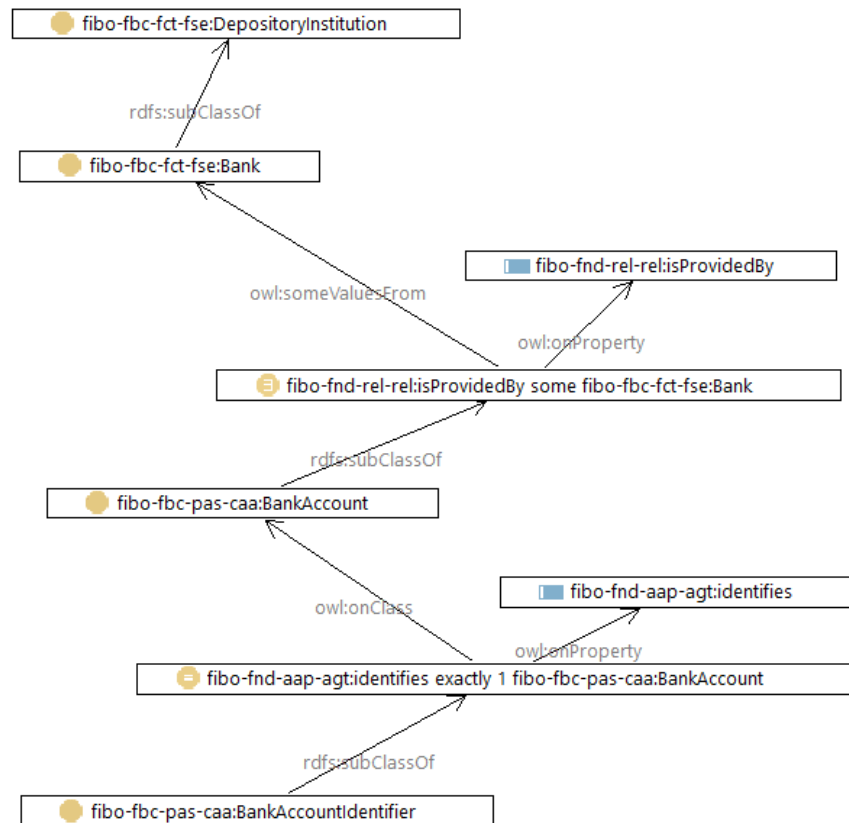 fibo-fbc-fct-fse:DepositoryInstitution
rdfs:subClassOf
fibo-fbc-fct-fse:Bank
fibo-fnd-rel-rel:isProvidedBy
owl:someValuesFrom
owl:onProperty
fibo-fnd-rel-rel:isProvidedBy some fibo-fbc-fct-fse:Bank
rdfs:subClassOf
fibo-fbc-pas-caa:BankAccount
fibo-fnd-aap-agt:identifies
owl:onClass
owl:onProperty
fibo-fnd-aap-agt:identifies exactly 1 fibo-fbc-pas-caa:BankAccount
rdfs:subClassOf
fibo-fbc-pas-caa:BankAccountIdentifier